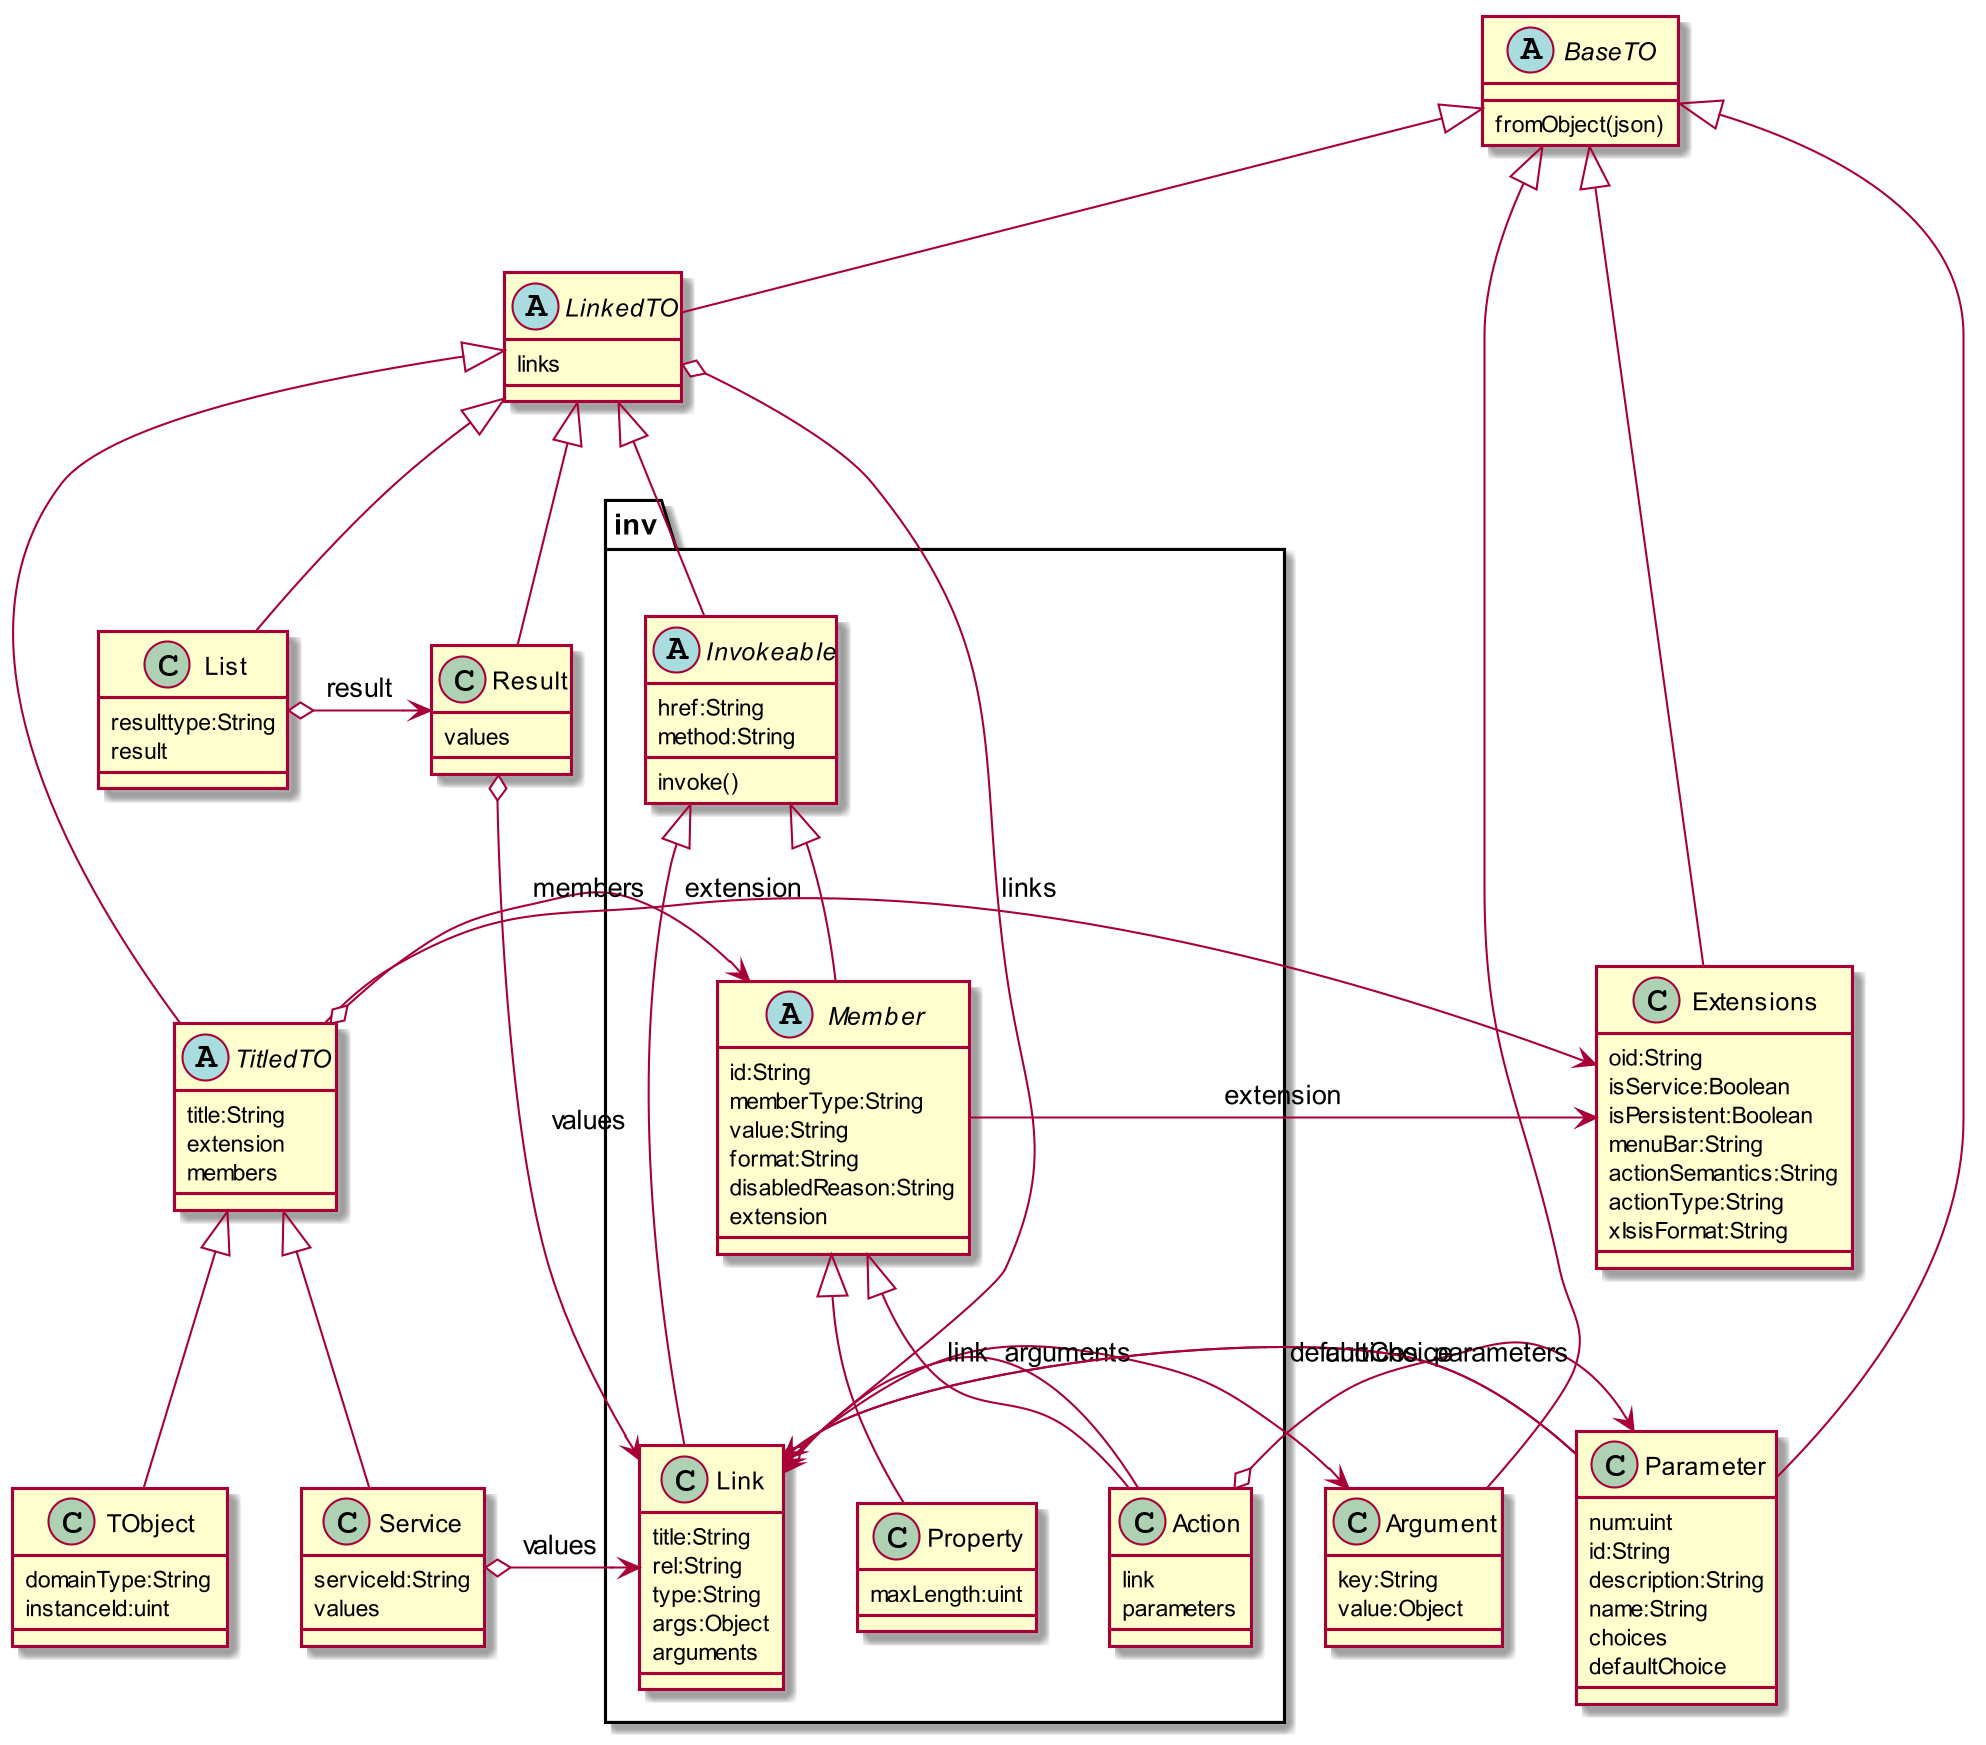 A BaseTO
fromObject(json)
A LinkedTO
links
inv
C List
resulttype:String
result
result
C Result
values
A Invokeable
href:String
method:String
invoke()
members
extension
links
A TitledTO
title:String
extension
members
values
A Member
id:String
memberType:String
value:String
format:String
disabledReason:String
extension
extension
C Extensions
oid:String
isService:Boolean
isPersistent:Boolean
menuBar:String
actionSemantics:String
actionType:String
xIsisFormat:String
link
arguments
defaultChoice
parameters
C TObject
domainType:String
instanceId:uint
C Service
serviceId:String
values
values
C Link
title:String
rel:String
type:String
args:Object
arguments
C Property
maxLength:uint
C Action
link
parameters
C Argument
key:String
value:Object
C Parameter
num:uint
id:String
description:String
name:String
choices
defaultChoice